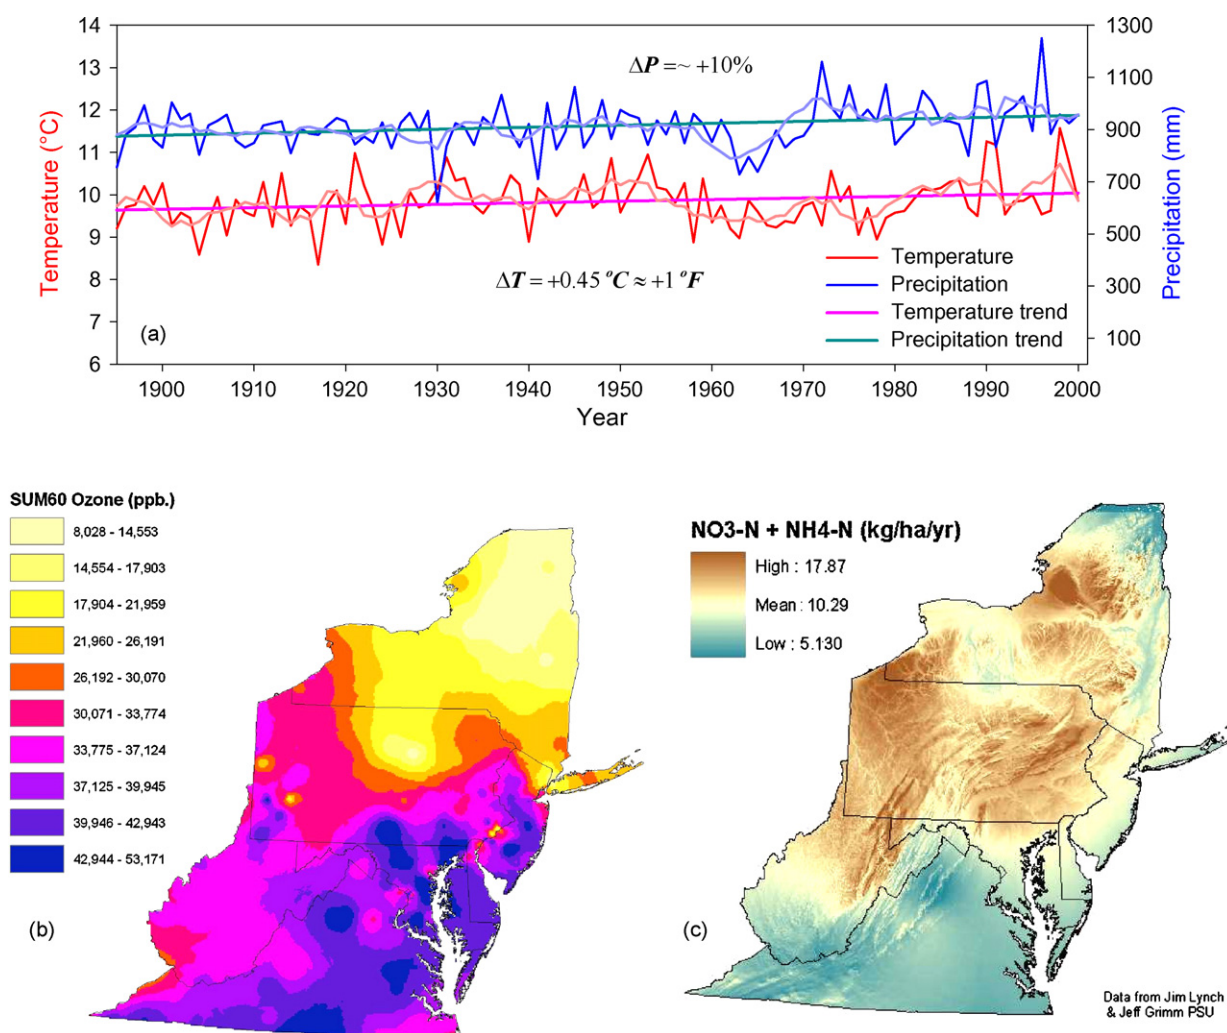 14
13
12
11
10
9
8
7
6
Temperature (°C)
ΔP =~ +10%
ΔT = +0.45 °C ≈ +1 °F
Temperature
Precipitation
Temperature trend
Precipitation trend
(a)
1300
1100
900
700
500
300
100
Precipitation (mm)
1900 1910 1920 1930 1940 1950 1960 1970 1980 1990 2000
Year
SUM60 Ozone (ppb.)
8,028 - 14,553
14,554 - 17,903
17,904 - 21,959
21,960 - 26,191
26,192 - 30,070
30,071 - 33,774
33,775 - 37,124
37,125 - 39,945
39,946 - 42,943
42,944 - 53,171
(b)
NO3-N + NH4-N (kg/ha/yr)
High : 17.87
Mean : 10.29
Low : 5.130
(c)
Data from Jim Lynch
& Jeff Grimm PSU